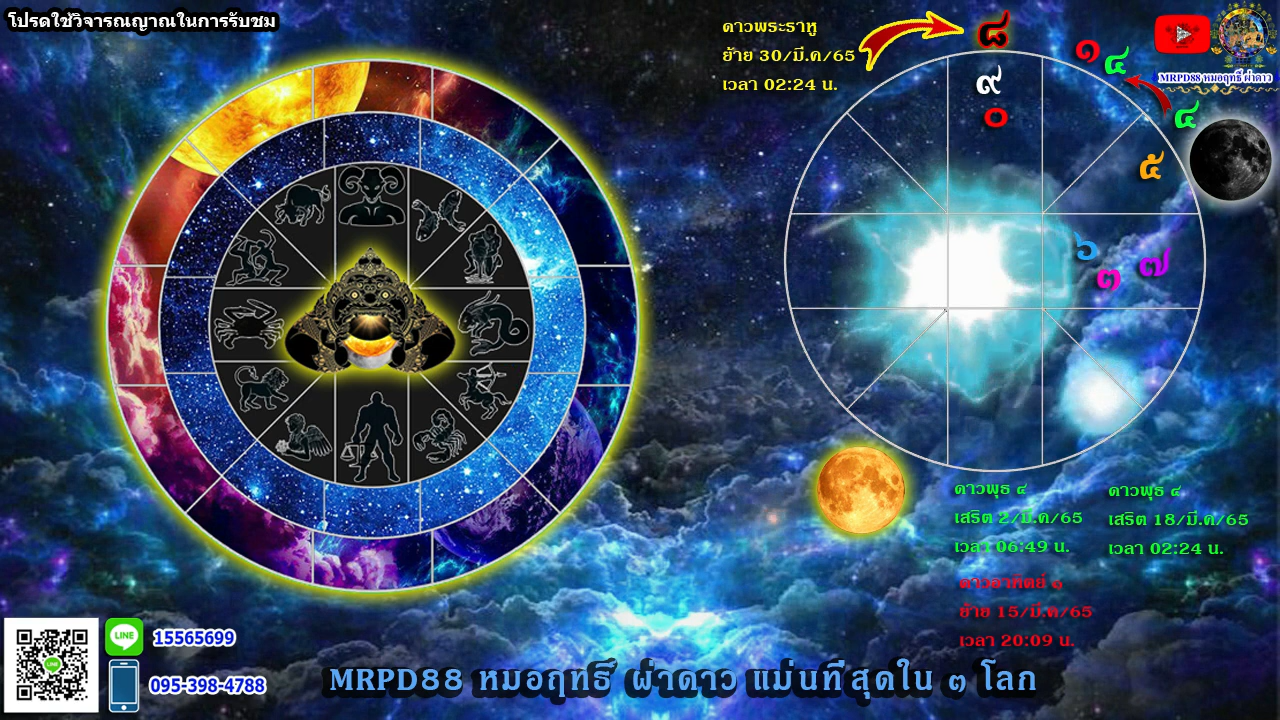 โปรดใช้วิจารณญาณในการรับชม
ดาวพระราหู
ย้าย 30/มี.ค/65
เวลา 02:24 น.
๘
๑
๔
MRPD88 หมอฤทธิ์ ผ่าดาว
๙
๐
๔
๕
๖
๓
๗
ดาวพุธ ๔
เสริต 2/มี.ค/65
เวลา 06:49 น.
ดาวพุธ ๔
เสริต 18/มี.ค/65
เวลา 02:24 น.
ดาวอาทิตย์ ๑
ย้าย 15/มี.ค/65
เวลา 20:09 น.
LINE
15565699
LINE
095-398-4788
MRPD88 หมอฤทธิ์ ผ่าดาว แม่นที่สุดใน ๓ โลก